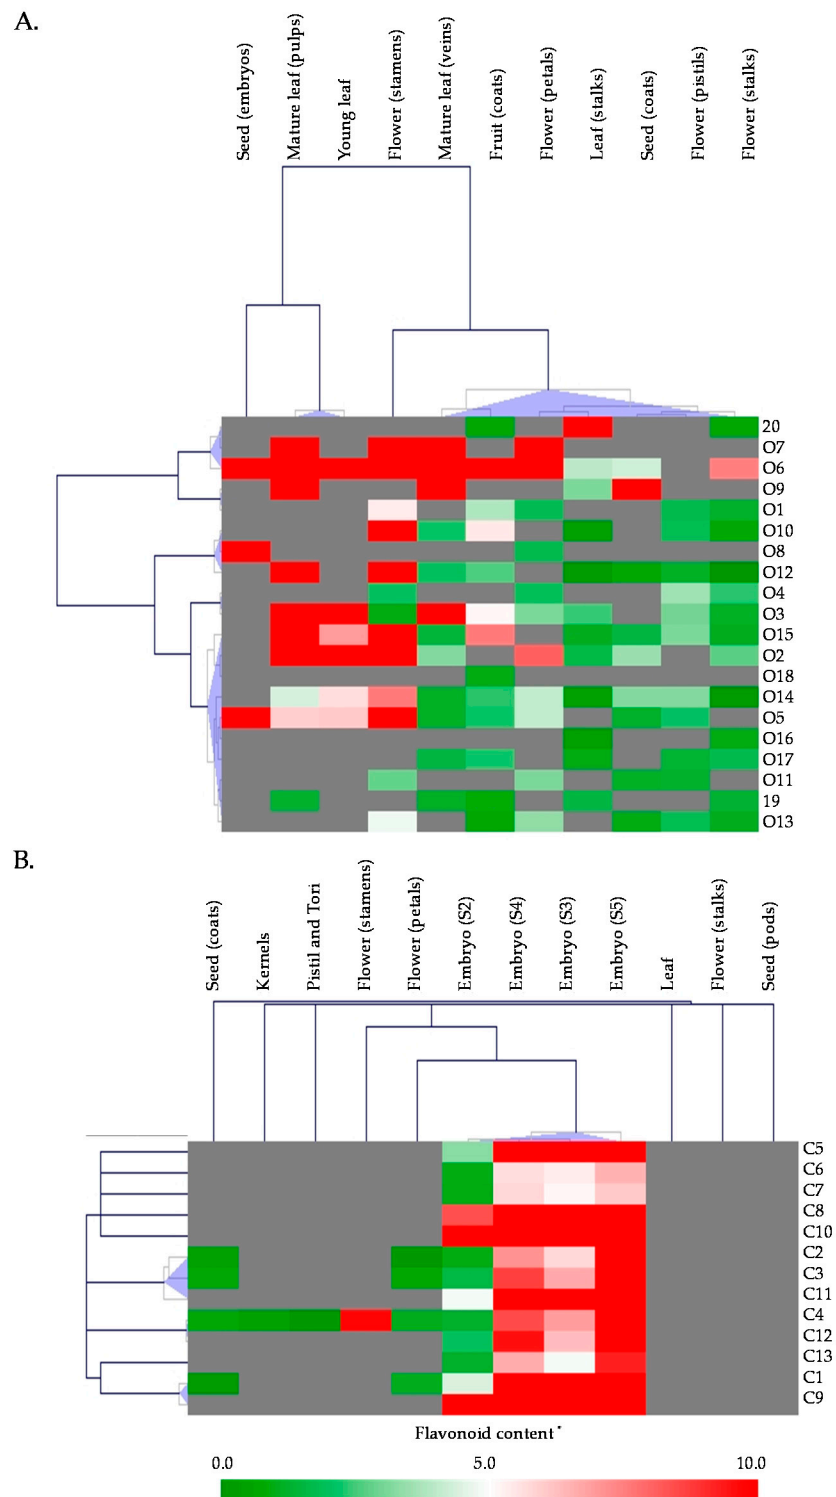 A.
Seed (embryos)
Mature leaf (pulps)
Young leaf
Flower (stamens)
Mature leaf (veins)
Fruit (coats)
Flower (petals)
Leaf (stalks)
Seed (coats)
Flower (pistils)
Flower (stalks)
20
O7
O6
O9
O1
O10
O8
O12
O4
O3
O15
O2
O18
O14
O5
O16
O17
O11
19
O13
B.
Seed (coats)
Kernels
Pistil and Tori
Flower (stamens)
Flower (petals)
Embryo (S2)
Embryo (S4)
Embryo (S3)
Embryo (S5)
Leaf
Flower (stalks)
Seed (pods)
C5
C6
C7
C8
C10
C2
C3
C11
C4
C12
C13
C1
C9
Flavonoid content *
0.0 5.0 10.0